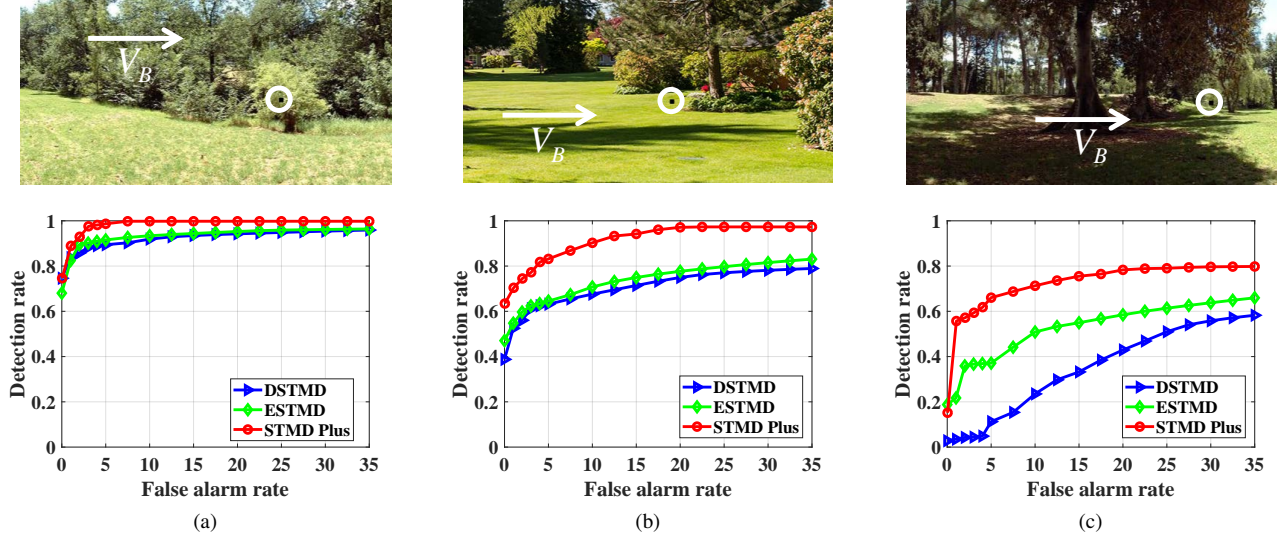 V_B
V_B
V_B
Detection rate
1
0.8
0.6
0.4
0.2
0
DSTMD
ESTMD
STMD Plus
0 5 10 15 20 25 30 35
False alarm rate
(a)
Detection rate
1
0.8
0.6
0.4
0.2
0
DSTMD
ESTMD
STMD Plus
0 5 10 15 20 25 30 35
False alarm rate
(b)
Detection rate
1
0.8
0.6
0.4
0.2
0
DSTMD
ESTMD
STMD Plus
0 5 10 15 20 25 30 35
False alarm rate
(c)